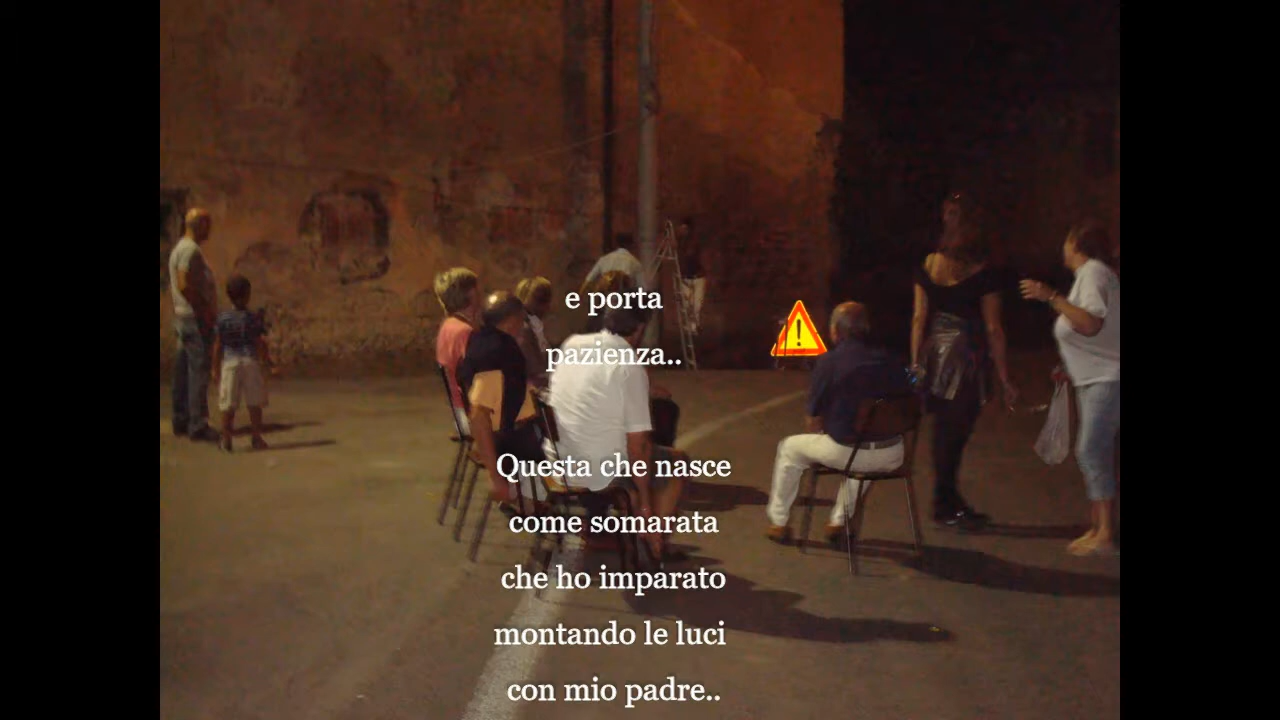 e porta
pazienza..
Questa che nasce
come somarata
che ho imparato
montando le luci
con mio padre..